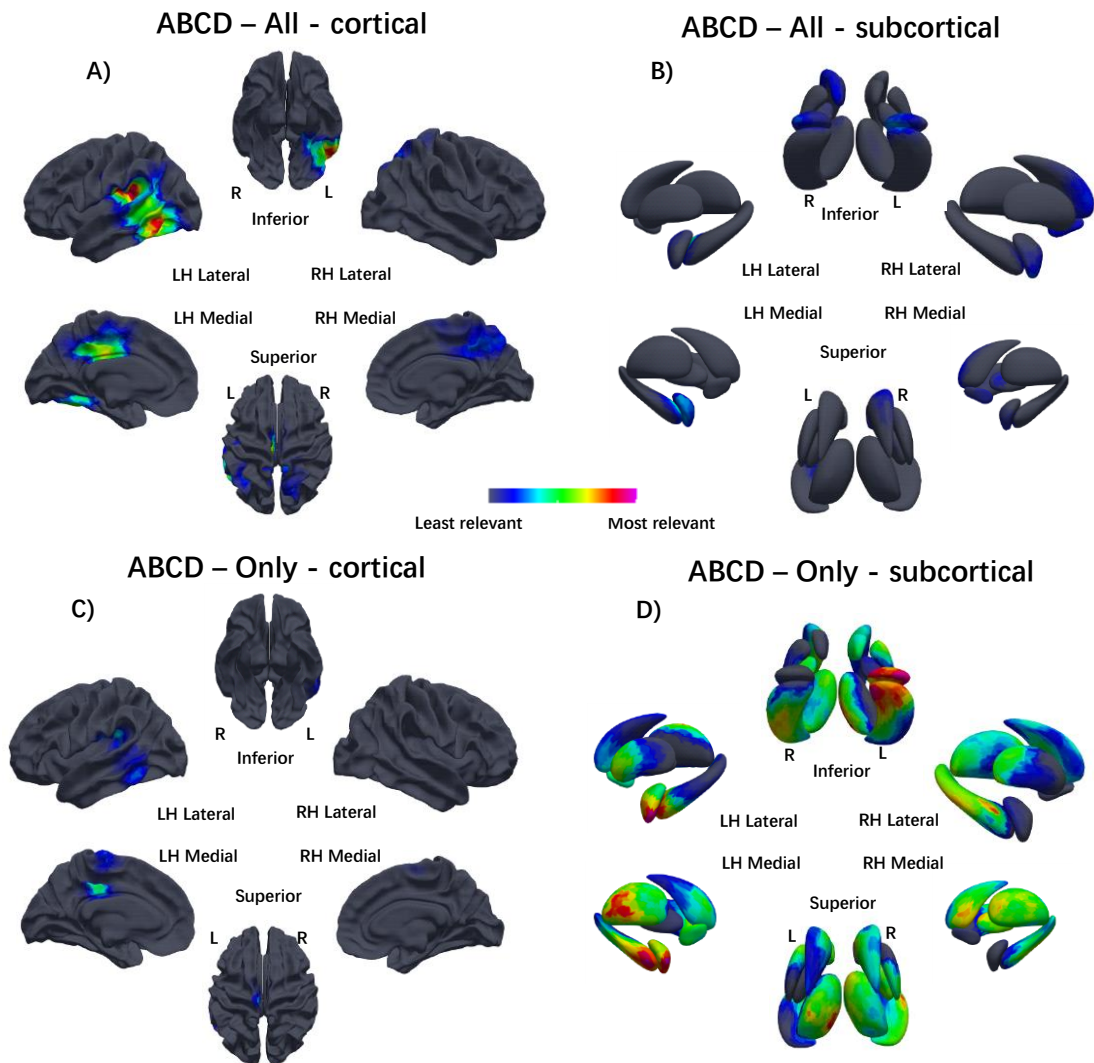 ABCD – All - cortical
A)
R
L
Inferior
LH Lateral
RH Lateral
LH Medial
RH Medial
Superior
L
R
ABCD – All - subcortical
B)
R
L
Inferior
LH Lateral
RH Lateral
LH Medial
RH Medial
Superior
L
R
Least relevant
Most relevant
ABCD – Only - cortical
C)
R
L
Inferior
LH Lateral
RH Lateral
LH Medial
RH Medial
Superior
L
R
ABCD – Only - subcortical
D)
R
L
Inferior
LH Lateral
RH Lateral
LH Medial
RH Medial
Superior
L
R